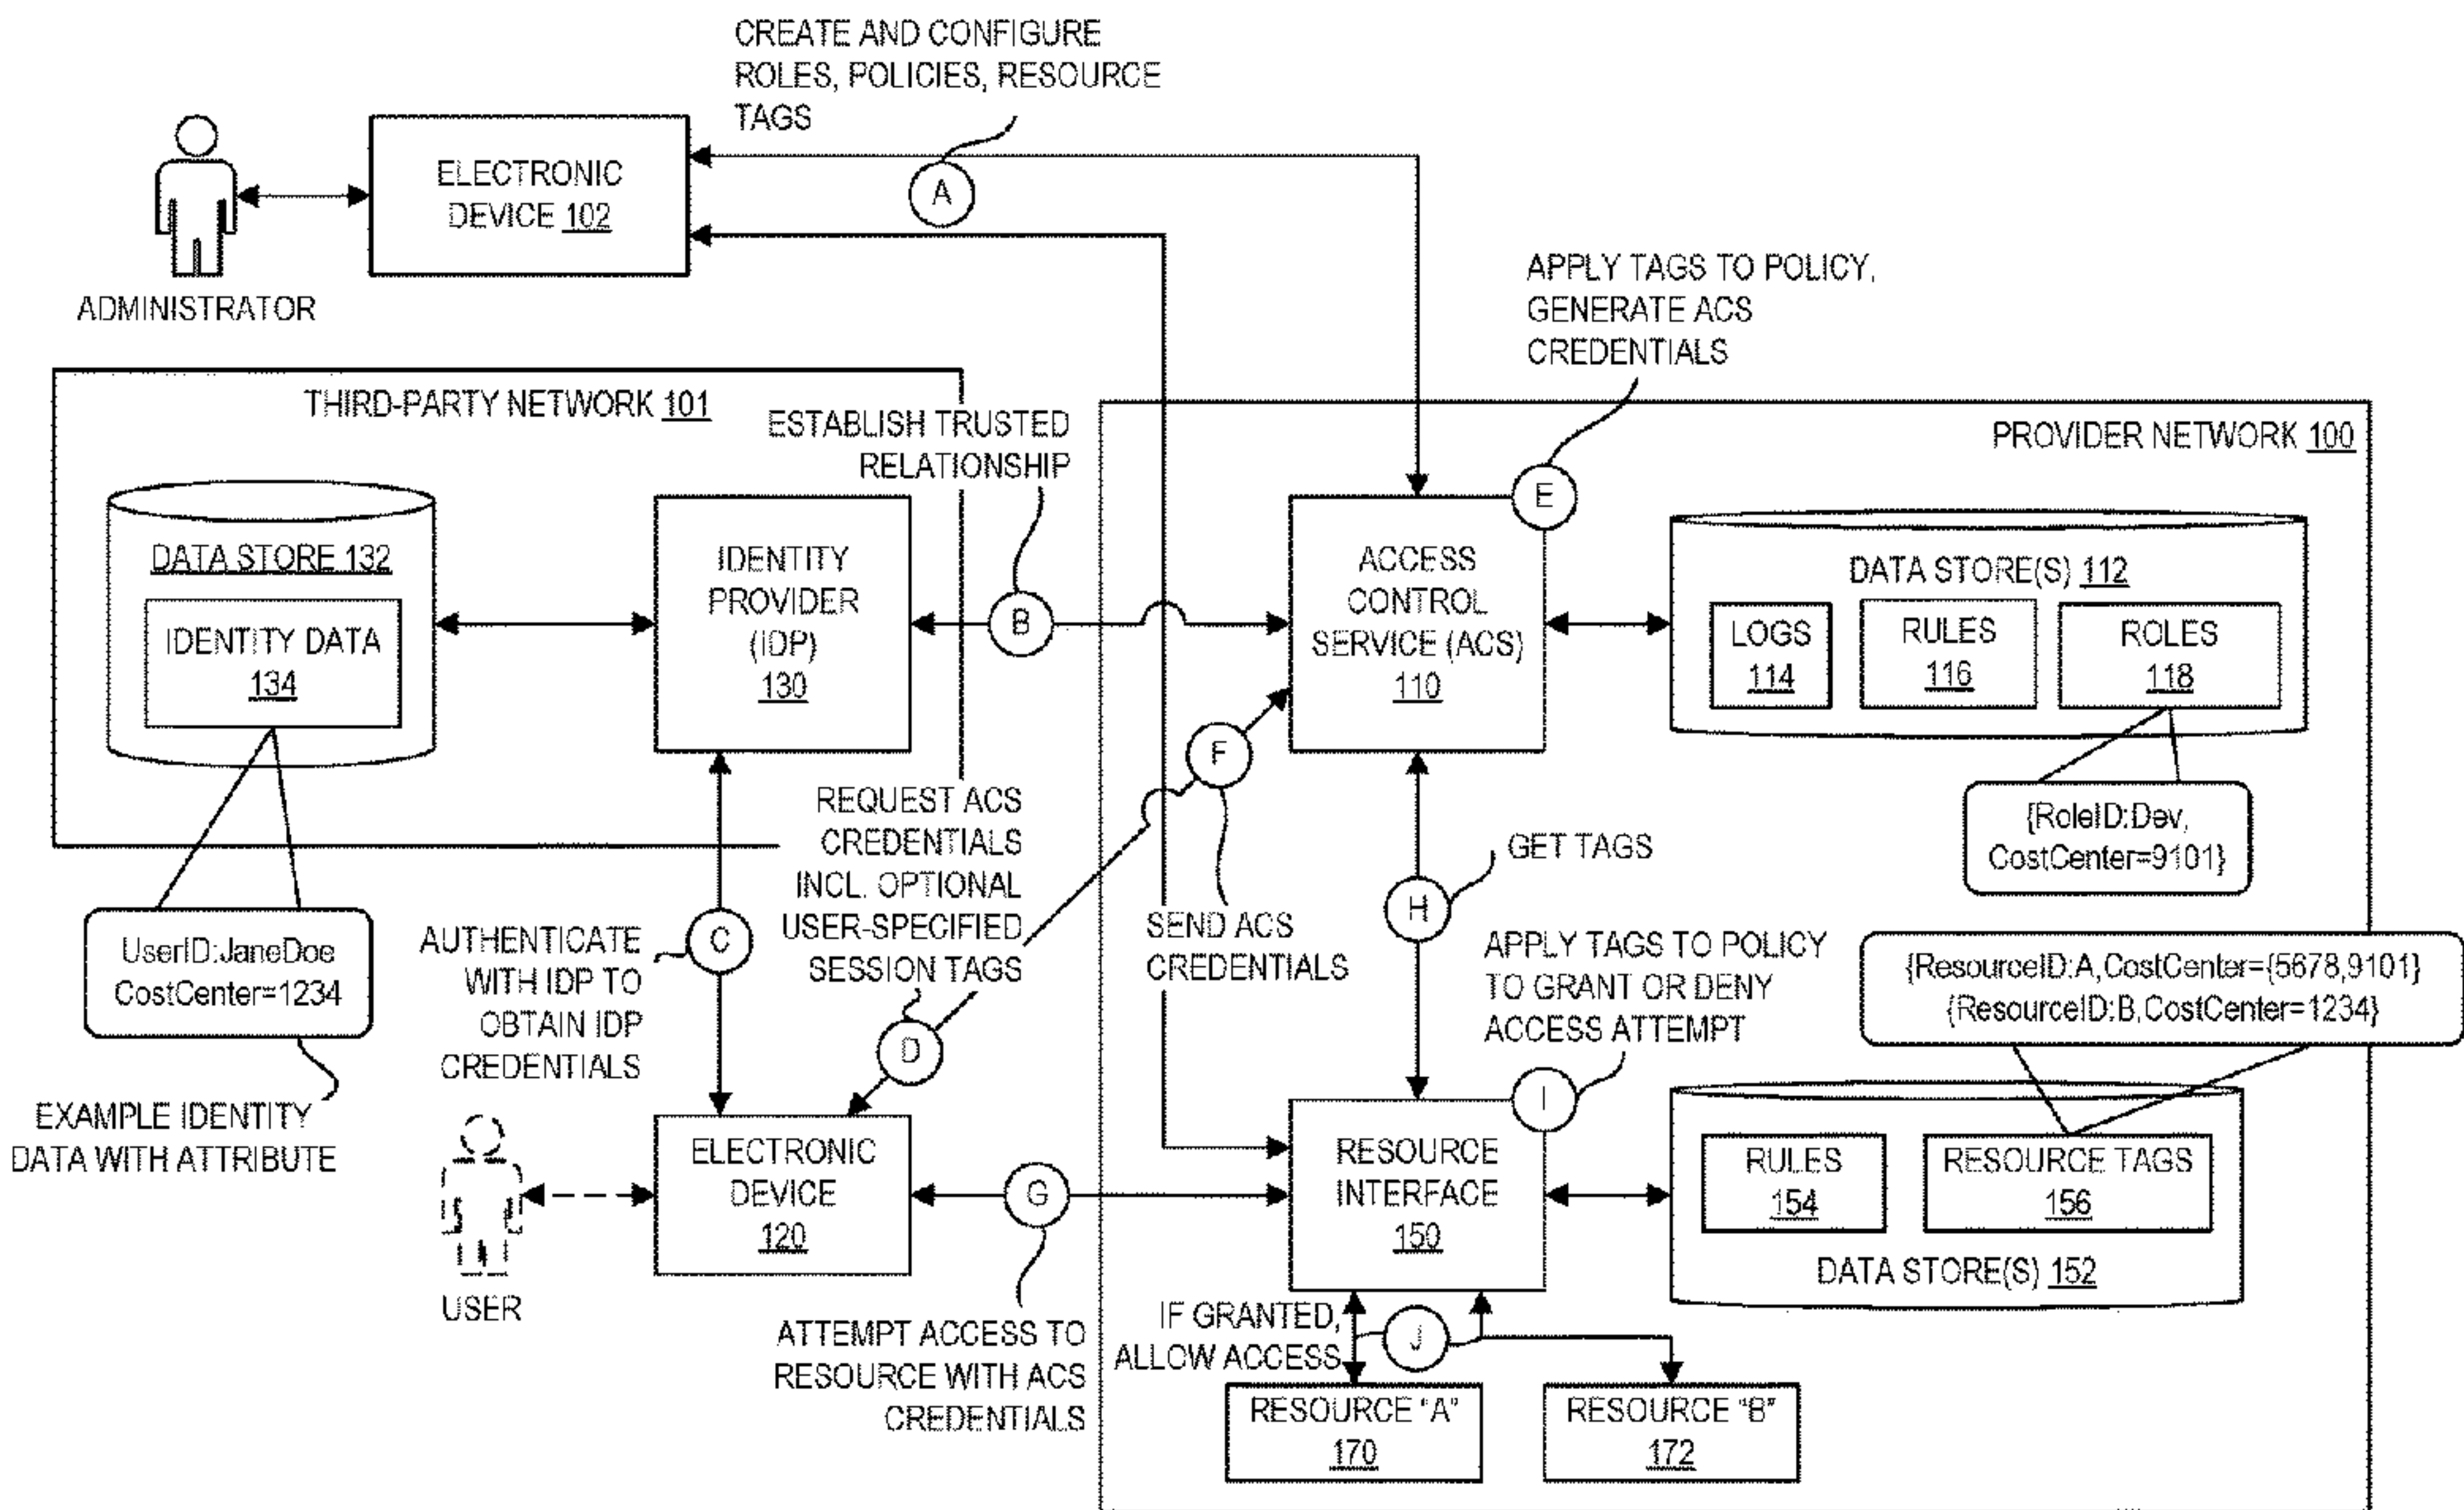 CREATE AND CONFIGURE
ROLES, POLICIES, RESOURCE
TAGS
ELECTRONIC
DEVICE 102
A
ADMINISTRATOR
APPLY TAGS TO POLICY,
GENERATE ACS
CREDENTIALS
THIRD-PARTY NETWORK 101
ESTABLISH TRUSTED
RELATIONSHIP
PROVIDER NETWORK 100
DATA STORE 132
IDENTITY DATA
134
IDENTITY
PROVIDER
(IDP)
130
B
ACCESS
CONTROL
SERVICE (ACS)
110
E
DATA STORE(S) 112
LOGS
114
RULES
116
ROLES
118
F
{RoleID:Dev,
CostCenter=9101}
REQUEST ACS
CREDENTIALS
INCL. OPTIONAL
USER-SPECIFIED
SESSION TAGS
GET TAGS
H
SEND ACS
CREDENTIALS
UserID:JaneDoe
CostCenter=1234
AUTHENTICATE
WITH IDP TO
OBTAIN IDP
CREDENTIALS
C
D
APPLY TAGS TO POLICY
TO GRANT OR DENY
ACCESS ATTEMPT
{ResourceID:A,CostCenter={5678,9101}
{ResourceID:B,CostCenter=1234}
EXAMPLE IDENTITY
DATA WITH ATTRIBUTE
USER
ELECTRONIC
DEVICE
120
G
RESOURCE
INTERFACE
150
I
RULES
154
RESOURCE TAGS
156
DATA STORE(S) 152
ATTEMPT ACCESS TO
RESOURCE WITH ACS
CREDENTIALS
IF GRANTED,
ALLOW ACCESS
J
RESOURCE "A"
170
RESOURCE "B"
172